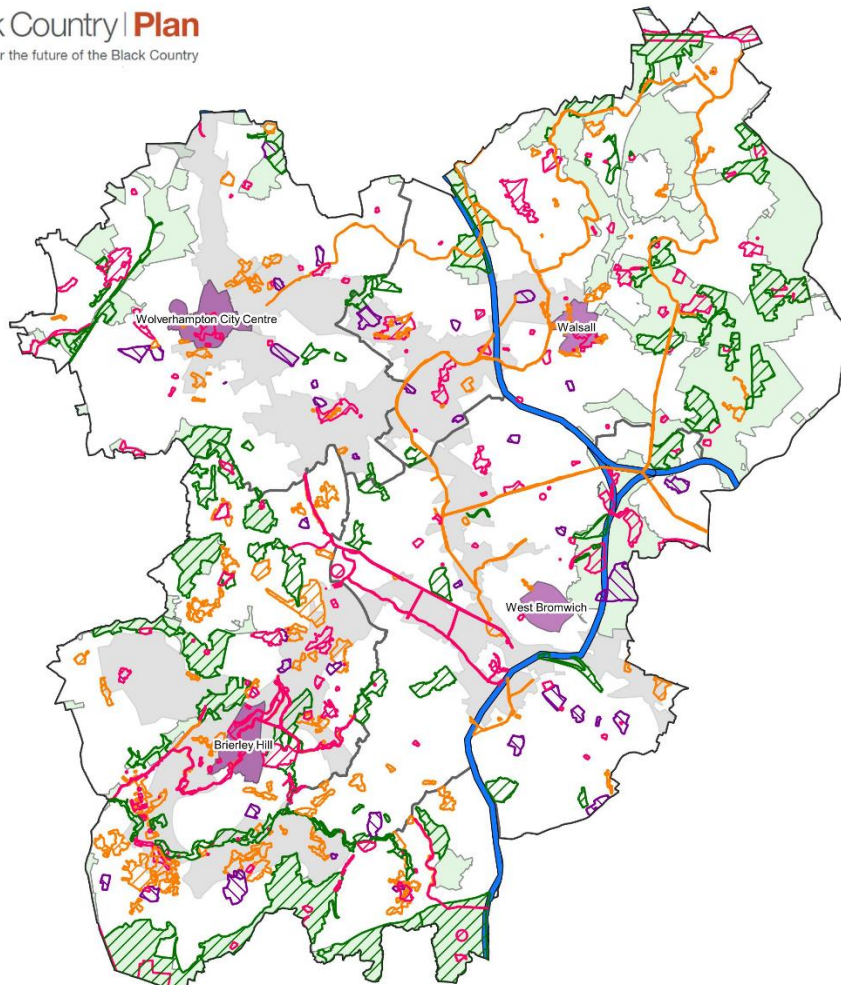 k Country | Plan
r the future of the Black Country
Wolverhampton City Centre
Walsall
West Bromwich
Brierley Hill